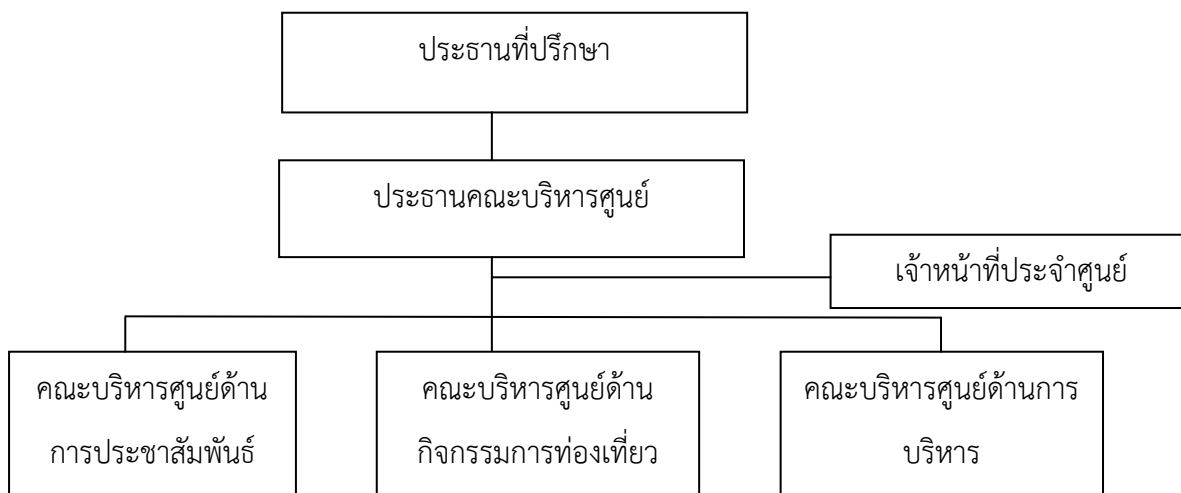 ประธานที่ปรึกษา
ประธานคณะบริหารศูนย์
เจ้าหน้าที่ประจำศูนย์
คณะบริหารศูนย์ด้าน
การประชาสัมพันธ์
คณะบริหารศูนย์ด้าน
กิจกรรมการท่องเที่ยว
คณะบริหารศูนย์ด้านการ
บริหาร